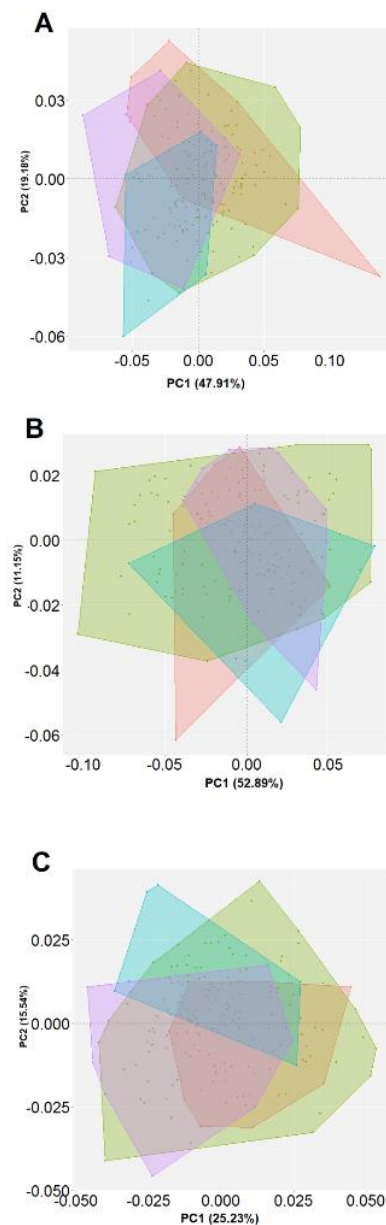 A
0.03
0.00
-0.03
-0.06
PC2 (19.18%)
-0.05 0.00 0.05 0.10
PC1 (47.91%)
B
0.02
0.00
-0.02
-0.04
-0.06
PC2 (11.15%)
-0.10 -0.05 0.00 0.05
PC1 (52.89%)
C
0.025
0.000
-0.025
-0.050
PC2 (15.54%)
-0.050 -0.025 0.000 0.025 0.050
PC1 (25.23%)